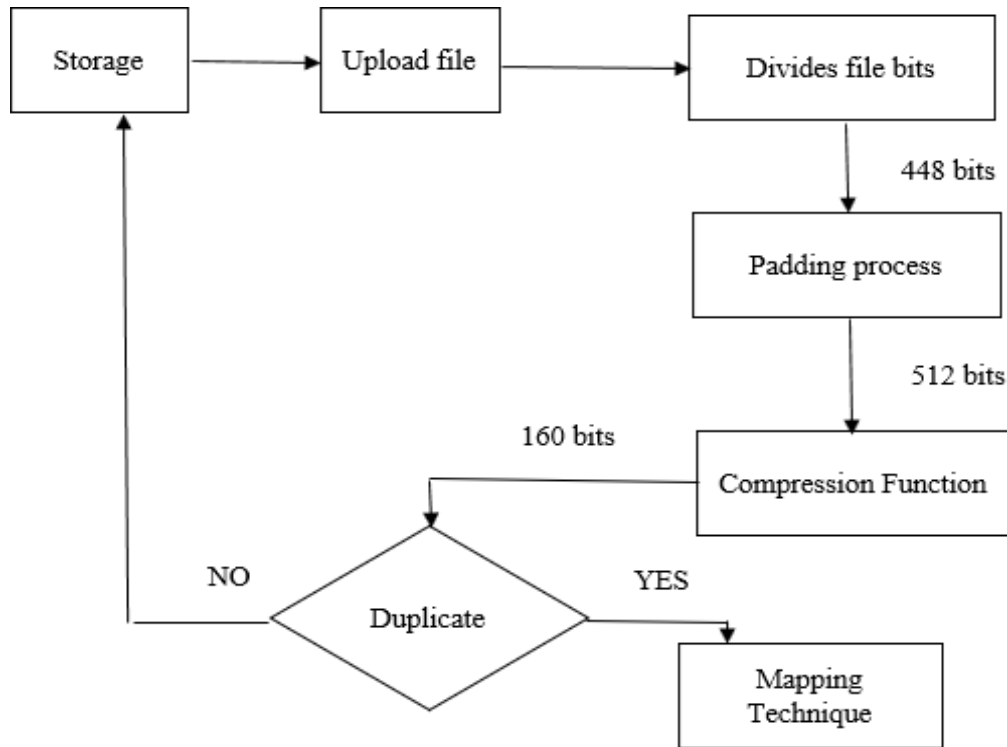 Storage
Upload file
Divides file bits
448 bits
Padding process
512 bits
160 bits
Compression Function
NO
YES
Duplicate
Mapping
Technique